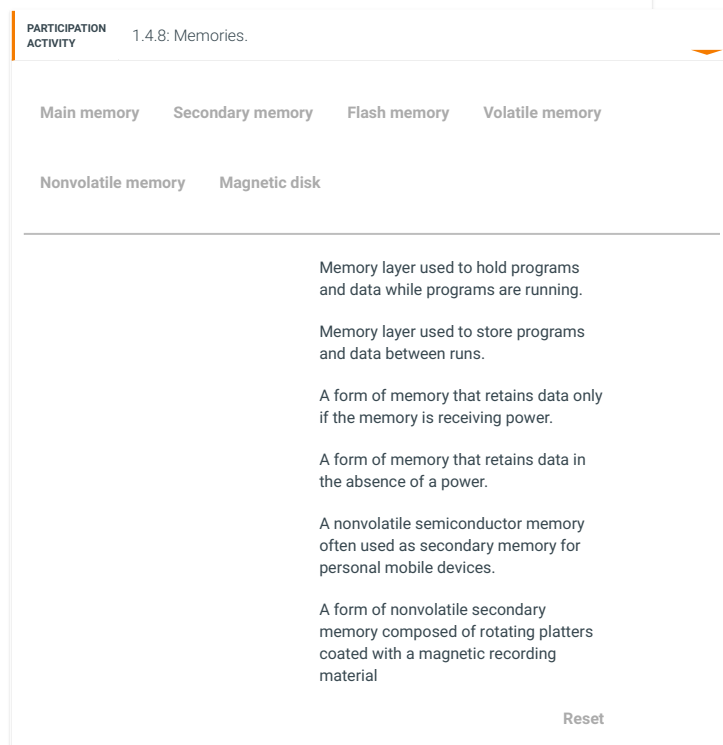 PARTICIPATION
ACTIVITY
1.4.8: Memories.
Main memory Secondary memory Flash memory Volatile memory
Nonvolatile memory Magnetic disk
Memory layer used to hold programs
and data while programs are running.
Memory layer used to store programs
and data between runs.
A form of memory that retains data only
if the memory is receiving power.
A form of memory that retains data in
the absence of a power.
A nonvolatile semiconductor memory
often used as secondary memory for
personal mobile devices.
A form of nonvolatile secondary
memory composed of rotating platters
coated with a magnetic recording
material
Reset